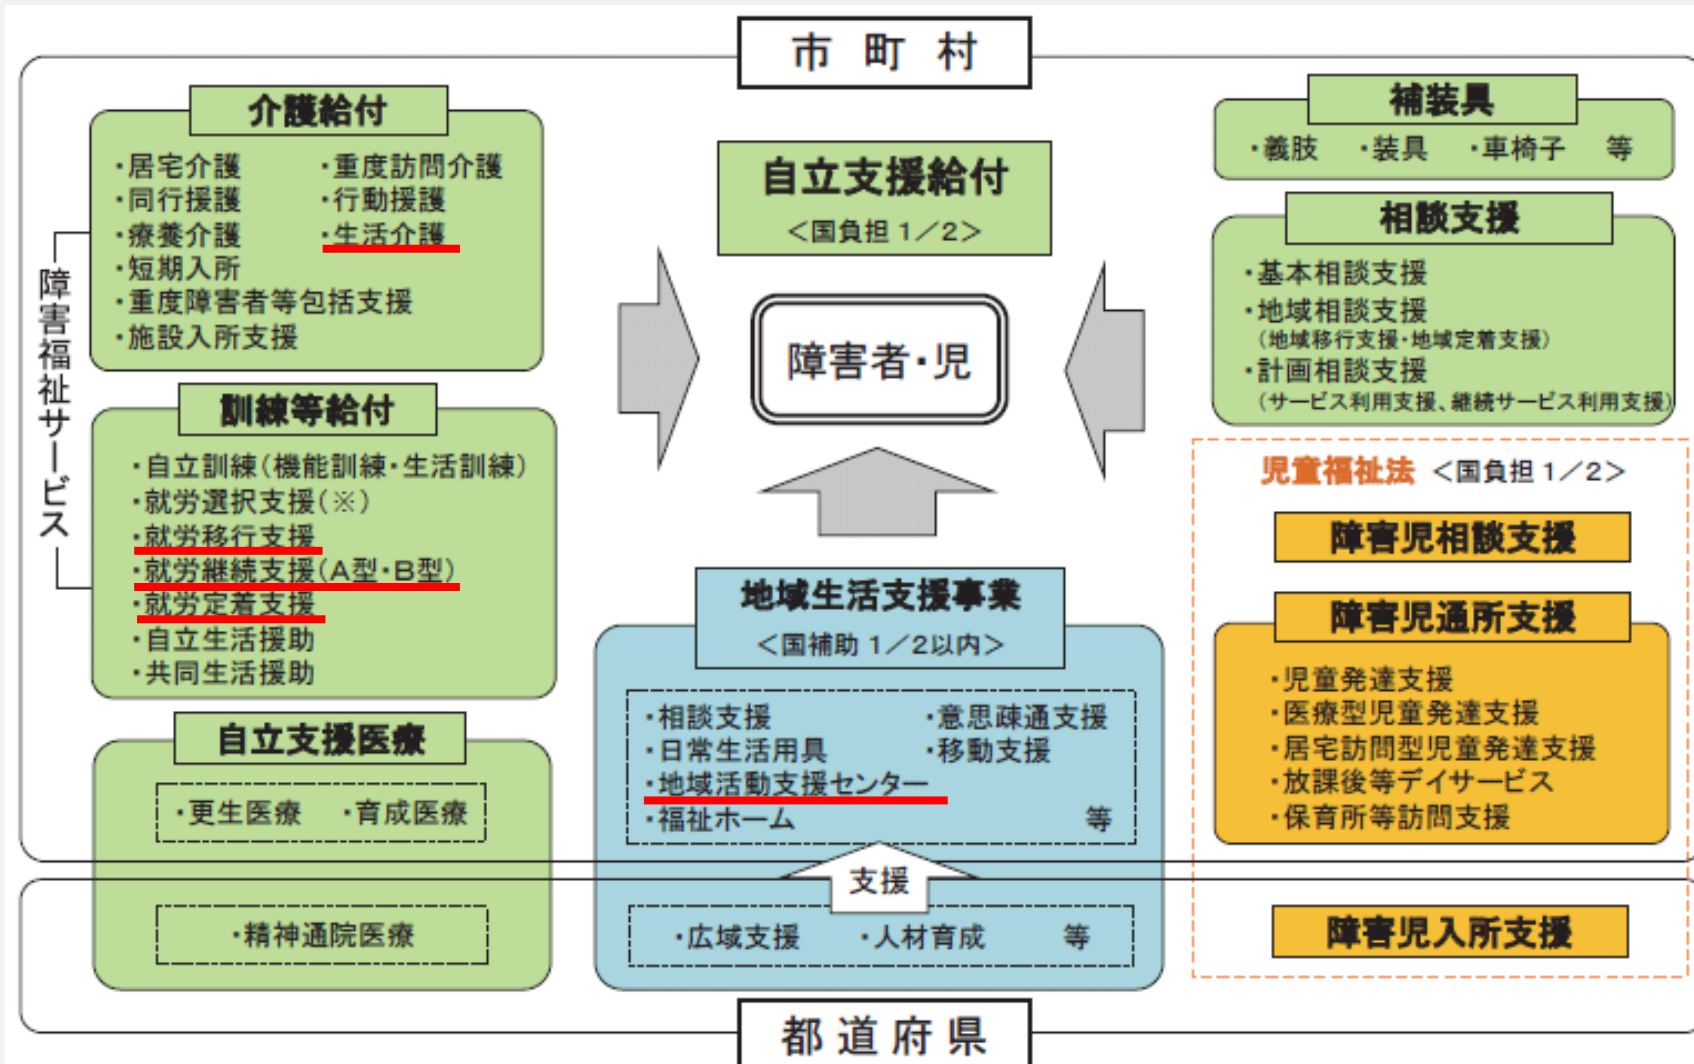 市町村
介護給付
・居宅介護 ・重度訪問介護
・同行援護 ・行動援護
・療養介護 ・生活介護
・短期入所
・重度障害者等包括支援
・施設入所支援
障害福祉サービス
訓練等給付
・自立訓練(機能訓練・生活訓練)
・就労選択支援(※)
・就労移行支援
・就労継続支援(A型・B型)
・就労定着支援
・自立生活援助
・共同生活援助
自立支援医療
・更生医療 ・育成医療
・精神通院医療
自立支援給付
<国負担 1/2>
障害者・児
地域生活支援事業
<国補助 1/2以内>
・相談支援 ・意思疎通支援
・日常生活用具 ・移動支援
・地域活動支援センター
・福祉ホーム 等
支援
・広域支援 ・人材育成 等
補装具
・義肢 ・装具 ・車椅子 等
相談支援
・基本相談支援
・地域相談支援
(地域移行支援・地域定着支援)
・計画相談支援
(サービス利用支援、継続サービス利用支援)
児童福祉法 <国負担 1/2>
障害児相談支援
障害児通所支援
・児童発達支援
・医療型児童発達支援
・居宅訪問型児童発達支援
・放課後等デイサービス
・保育所等訪問支援
障害児入所支援
都道府県